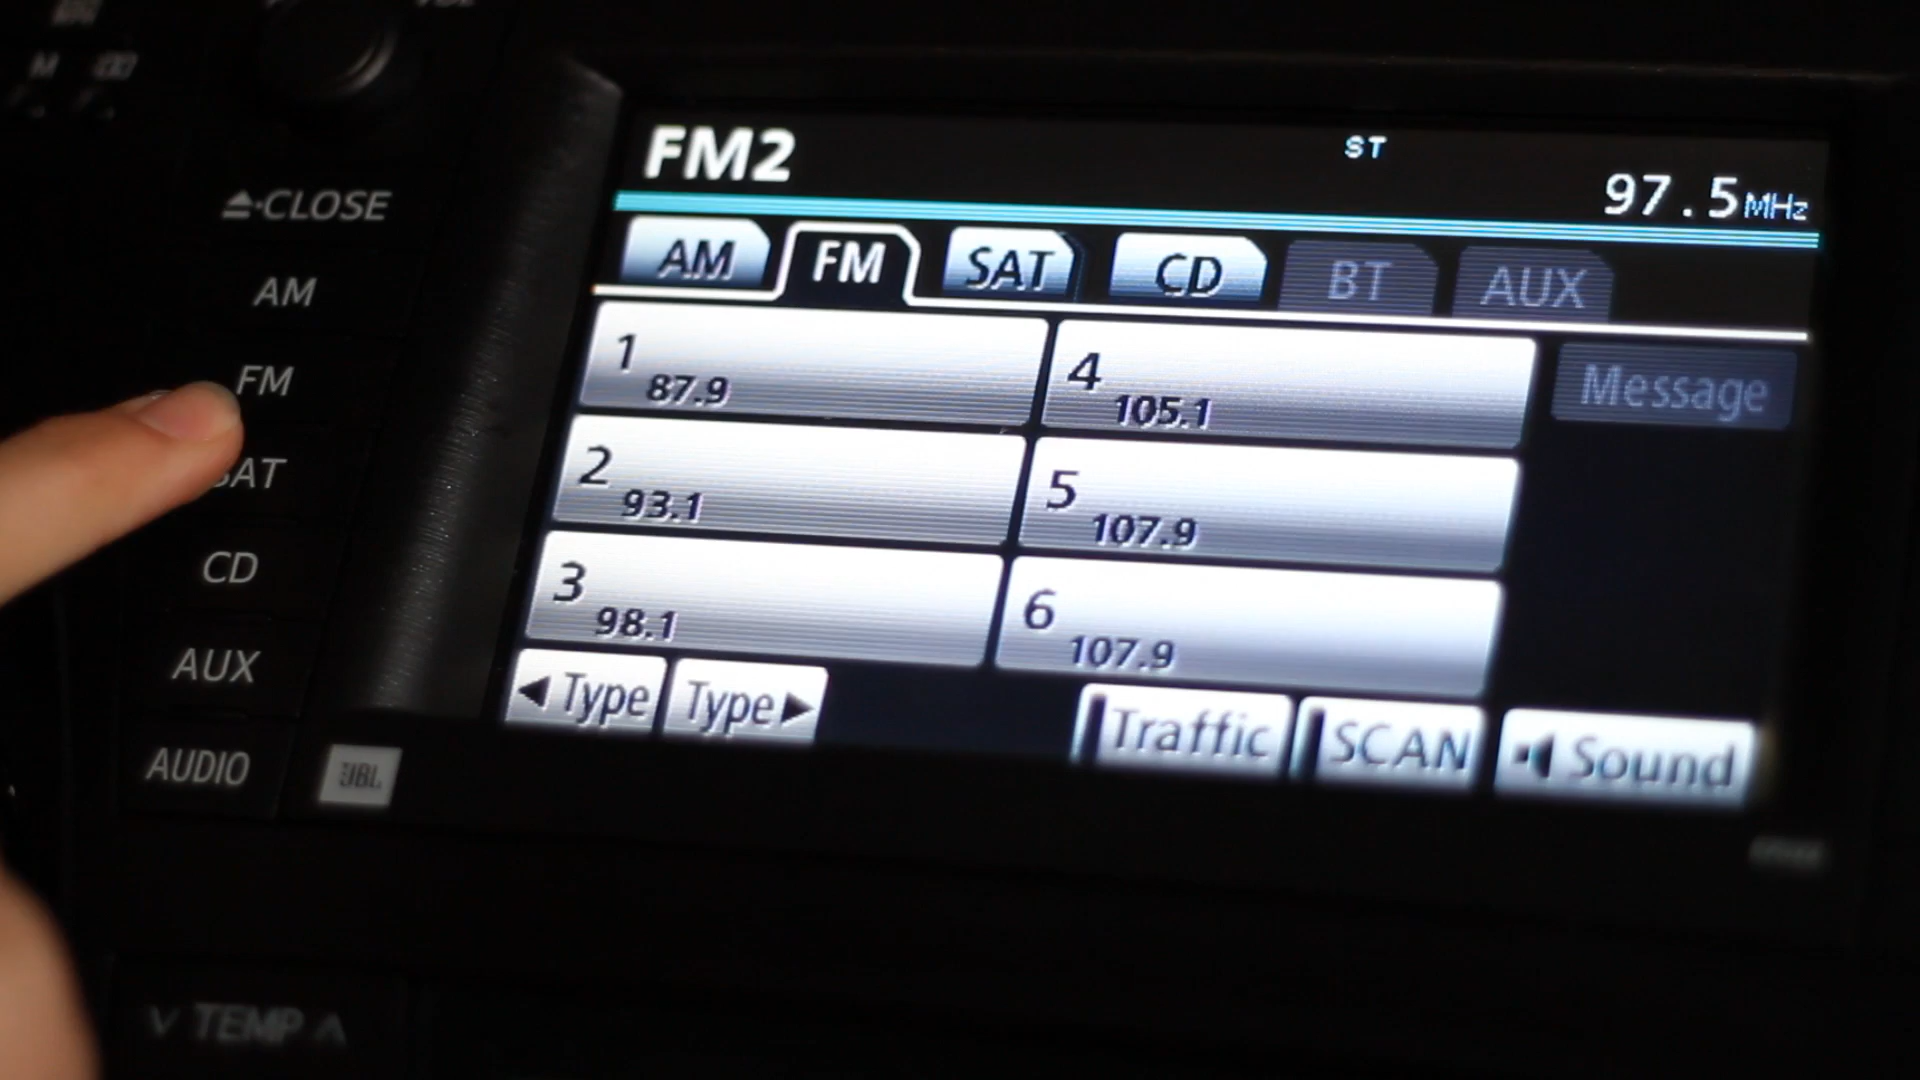 FM2
ST
97.5MHz
CLOSE
AM FM SAT CD BT AUX
AM
1 87.9
4 105.1
Message
FM
2 93.1
5 107.9
SAT
3 98.1
6 107.9
CD
Type Type Traffic SCAN Sound
AUX
AUDIO
JBL
TEMP